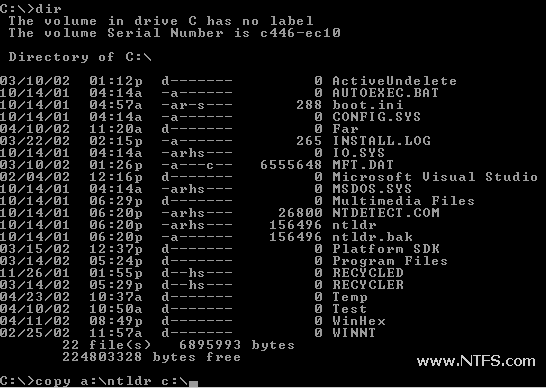 C:\>dir
The volume in drive C has no label
The volume Serial Number is c446-ec10
Directory of C:\
03/10/02 01:12p d------- 0 ActiveUndelete
10/14/01 04:14a -a------ 0 AUTOEXEC.BAT
10/14/01 04:57a -ar-s--- 288 boot.ini
10/14/01 04:14a -a------ 0 CONFIG.SYS
04/10/02 11:20a d------- 0 Far
03/22/02 02:15p -a------ 265 INSTALL.LOG
10/14/01 04:14a -arhs--- 0 IO.SYS
03/10/02 01:26p -a---c-- 6555648 MFT.DAT
02/04/02 12:16p d------- 0 Microsoft Visual Studio
10/14/01 04:14a -arhs--- 0 MSDOS.SYS
10/14/01 06:29p d------- 0 Multimedia Files
10/14/01 06:20p -arhs--- 26800 NTDETECT.COM
10/14/01 06:20p -arhs--- 156496 ntldr
10/14/01 06:20p -a------ 156496 ntldr.bak
03/15/02 12:37p d------- 0 Platform SDK
03/14/02 05:24p d------- 0 Program Files
11/26/01 01:55p d--hs--- 0 RECYCLED
03/14/02 05:29p d--hs--- 0 RECYCLER
04/23/02 10:37a d------- 0 Temp
04/10/02 10:50a d------- 0 Test
04/11/02 08:49p d------- 0 WinHex
02/25/02 11:57a d------- 0 WINNT
22 file(s) 6895993 bytes
224803328 bytes free
www.NTFS.com
C:\>copy a:\ntldr c:\